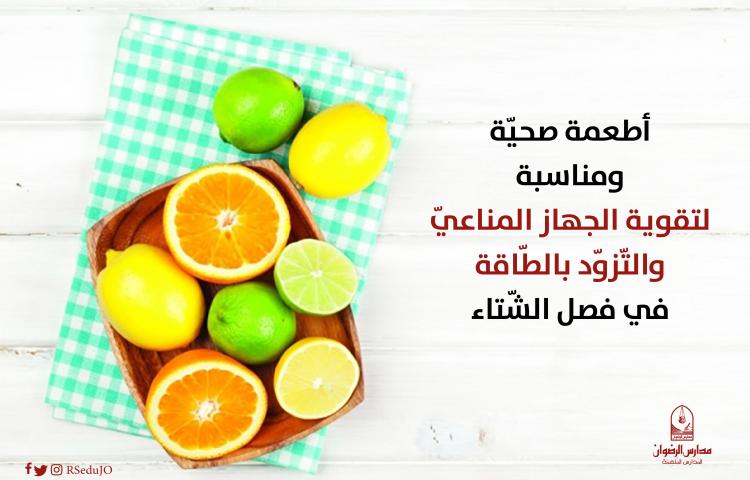 أطعمة صحيّة
ومناسبة
لتقوية الجهاز المناعيّ
والتّزوّد بالطّاقة
في فصل الشّتاء
مدارس الرضوان
RSeduJO